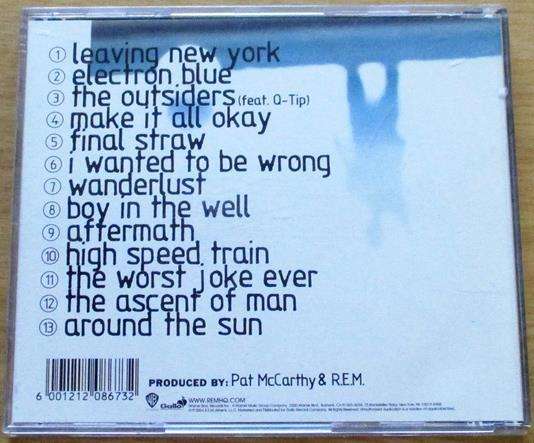 1 leaving new york
2 electron blue
3 the outsiders (feat. Q-Tip)
4 make it all okay
5 final straw
6 i wanted to be wrong
7 wanderlust
8 boy in the well
9 aftermath
10 high speed train
11 the worst joke ever
12 the ascent of man
13 around the sun
PRODUCED BY: Pat McCarthy & R.E.M.
6 001212 086732
Gallo
WWW.REMHQ.COM